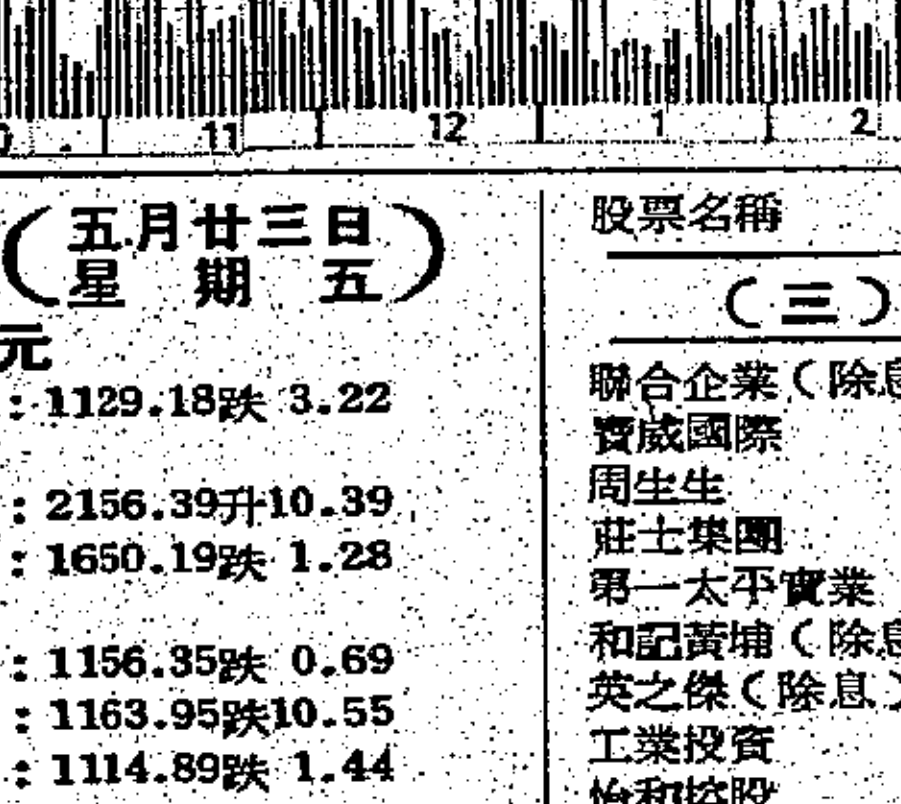 11 12 1 2
(五月廿三日
星期五)
元
: 1129.18跌 3.22
: 2156.39升10.39
: 1650.19跌 1.28
: 1156.35跌 0.69
: 1163.95跌10.55
: 1114.89跌 1.44
股票名稱
(三)
聯合企業(除息
寶威國際
周生生
莊士集團
第一太平實業
和記黃埔(除息
英之傑(除息)
工業投資
怡和控股